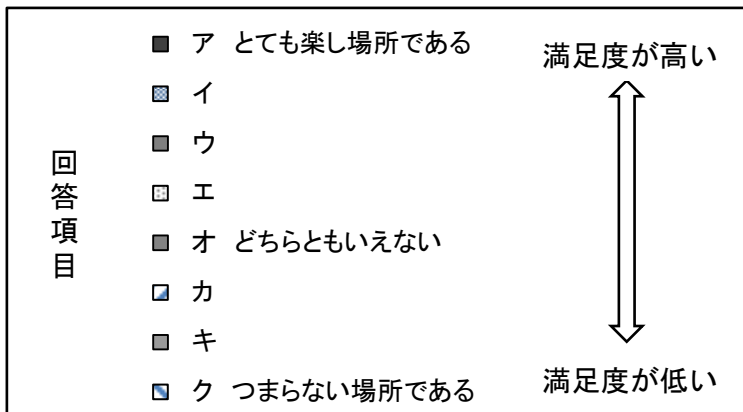 回答項目
ア とても楽し場所である
イ
ウ
エ
オ どちらともいえない
カ
キ
ク つまらない場所である
満足度が高い
満足度が低い